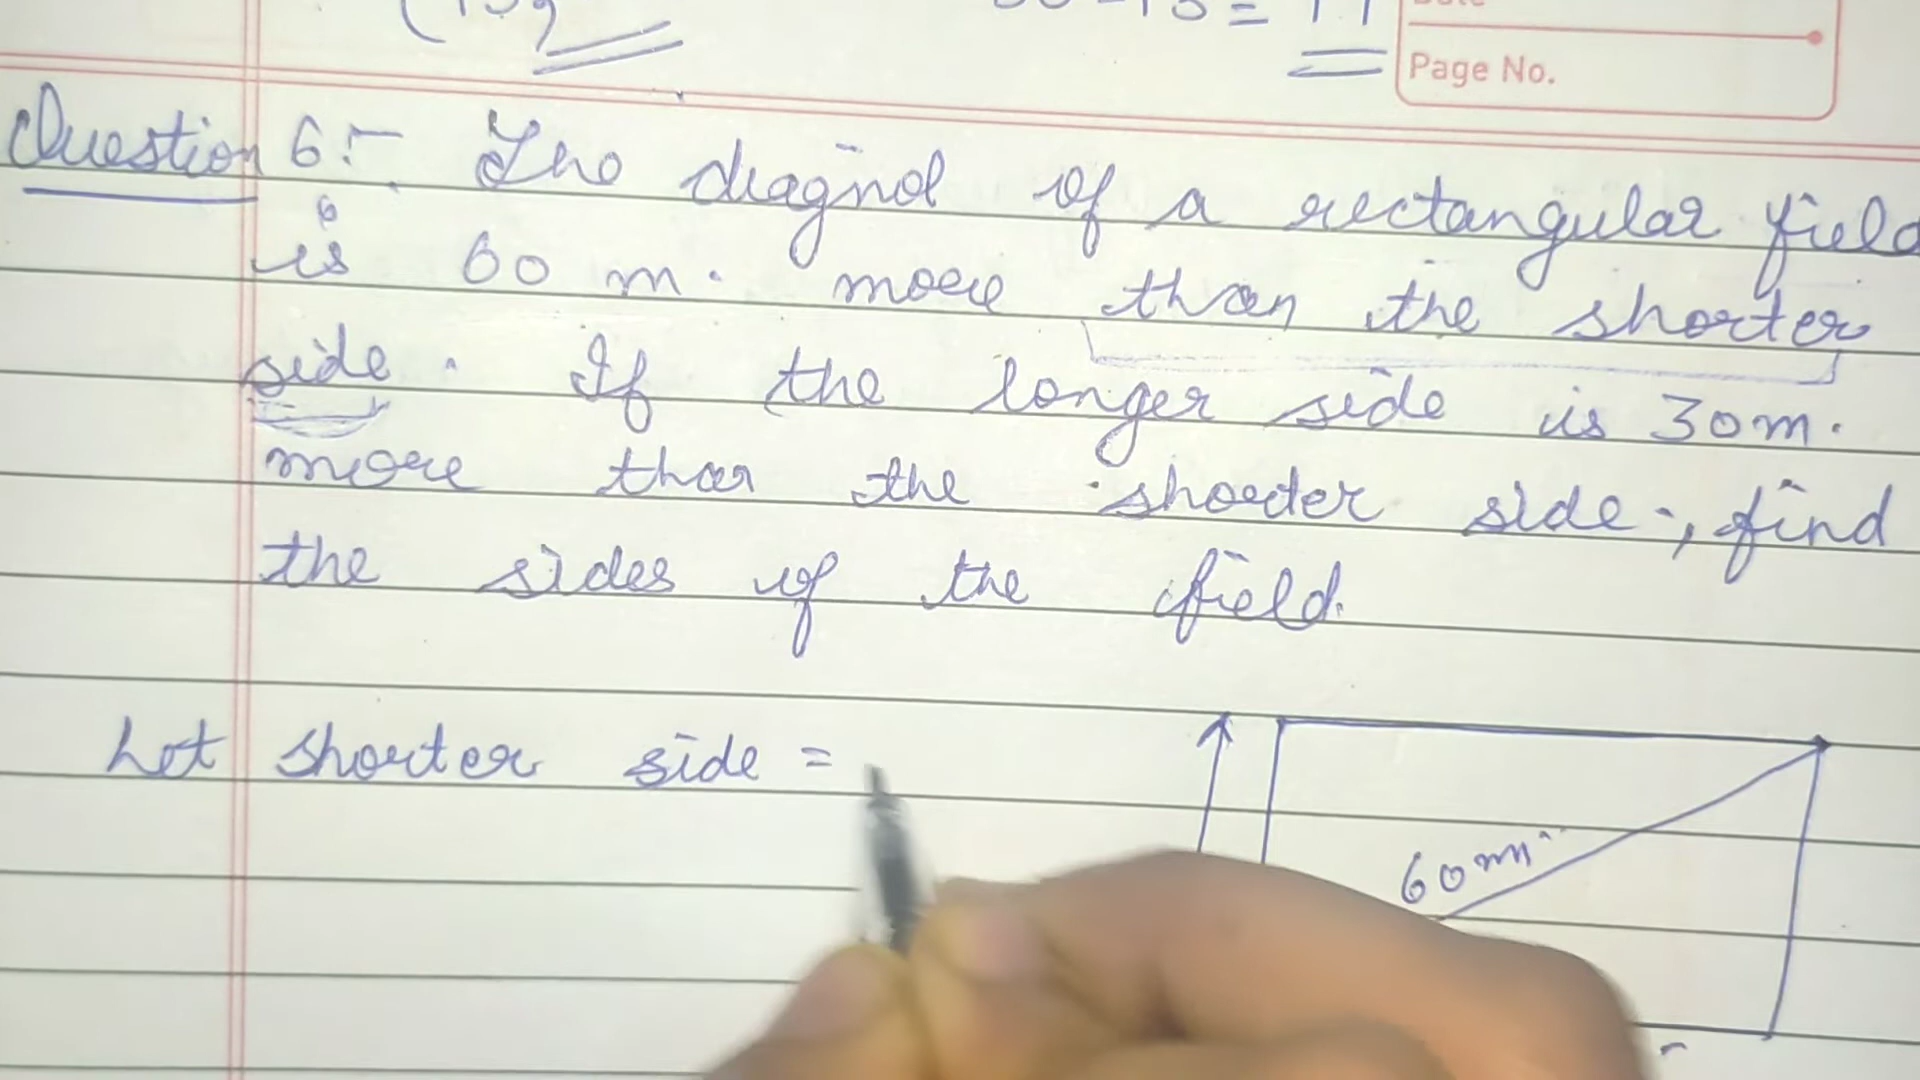 Page No.
Question 6:- The diagnol of a rectangular field
is 60 m. more than the shorter
side. If the longer side is 30m.
more than the shorter side, find
the sides of the field.
Let shorter side =
60m